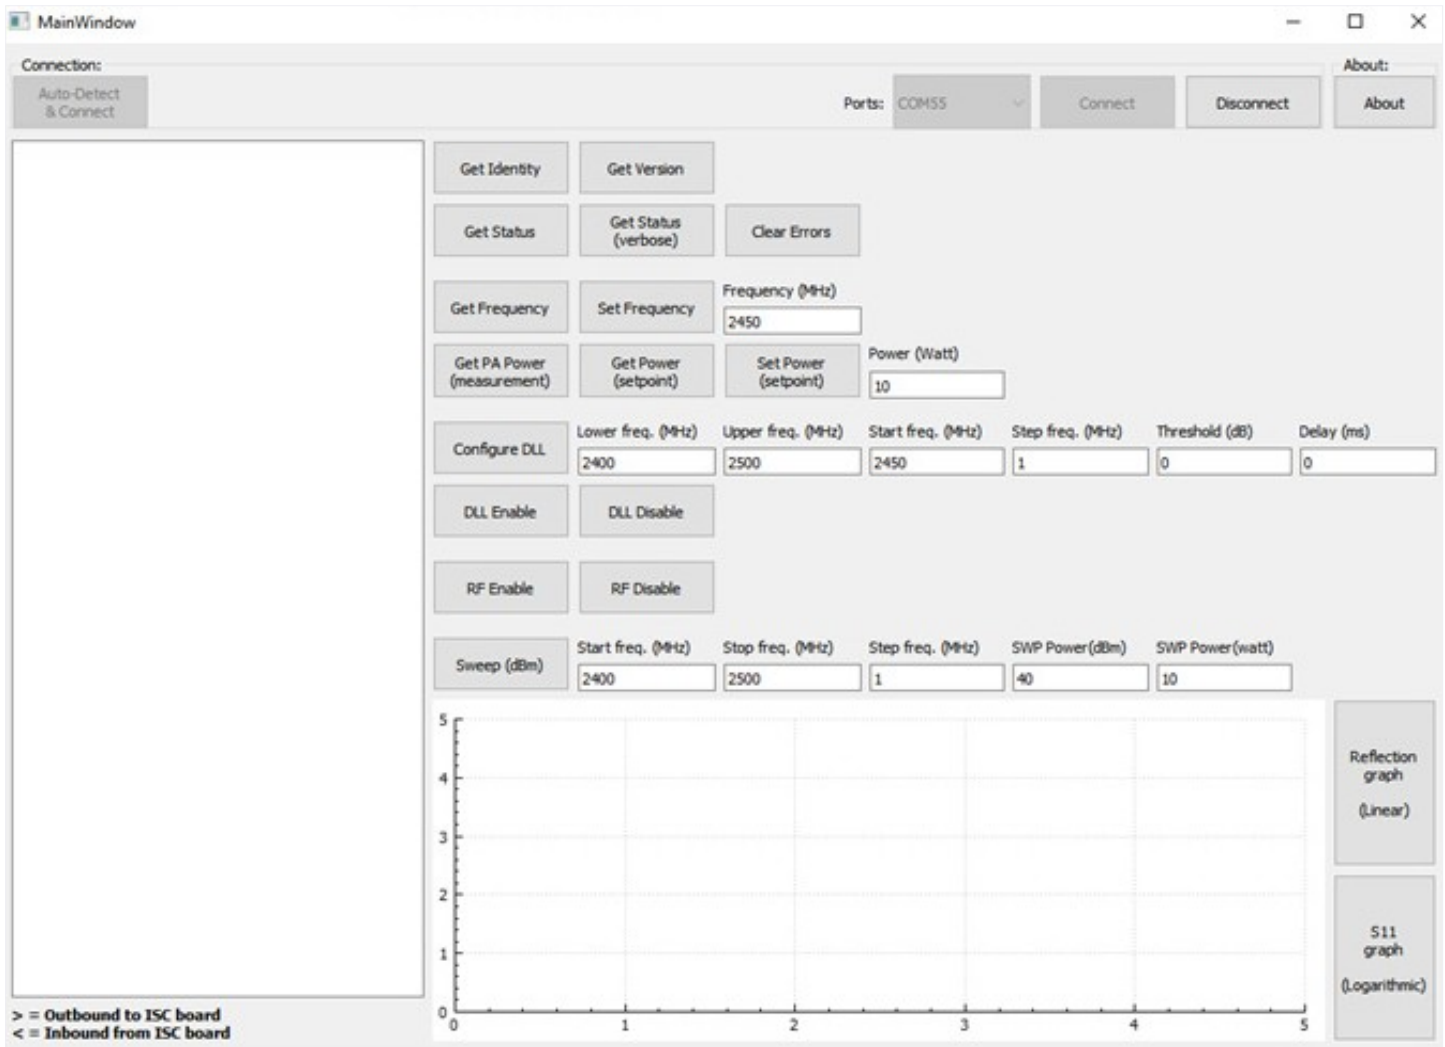 MainWindow
Connection:
About:
Auto-Detect
& Connect
Ports: COM55
Connect
Disconnect
About
Get Identity
Get Version
Get Status
Get Status
(verbose)
Clear Errors
Get Frequency
Set Frequency
Frequency (MHz)
2450
Get PA Power
(measurement)
Get Power
(setpoint)
Set Power
(setpoint)
Power (Watt)
10
Configure DLL
Lower freq. (MHz)
2400
Upper freq. (MHz)
2500
Start freq. (MHz)
2450
Step freq. (MHz)
1
Threshold (dB)
0
Delay (ms)
0
DLL Enable
DLL Disable
RF Enable
RF Disable
Sweep (dBm)
Start freq. (MHz)
2400
Stop freq. (MHz)
2500
Step freq. (MHz)
1
SWP Power(dBm)
40
SWP Power(watt)
10
5
4
3
2
1
0
0 1 2 3 4 5
Reflection
graph
(Linear)
S11
graph
(Logarithmic)
> = Outbound to ISC board
< = Inbound from ISC board